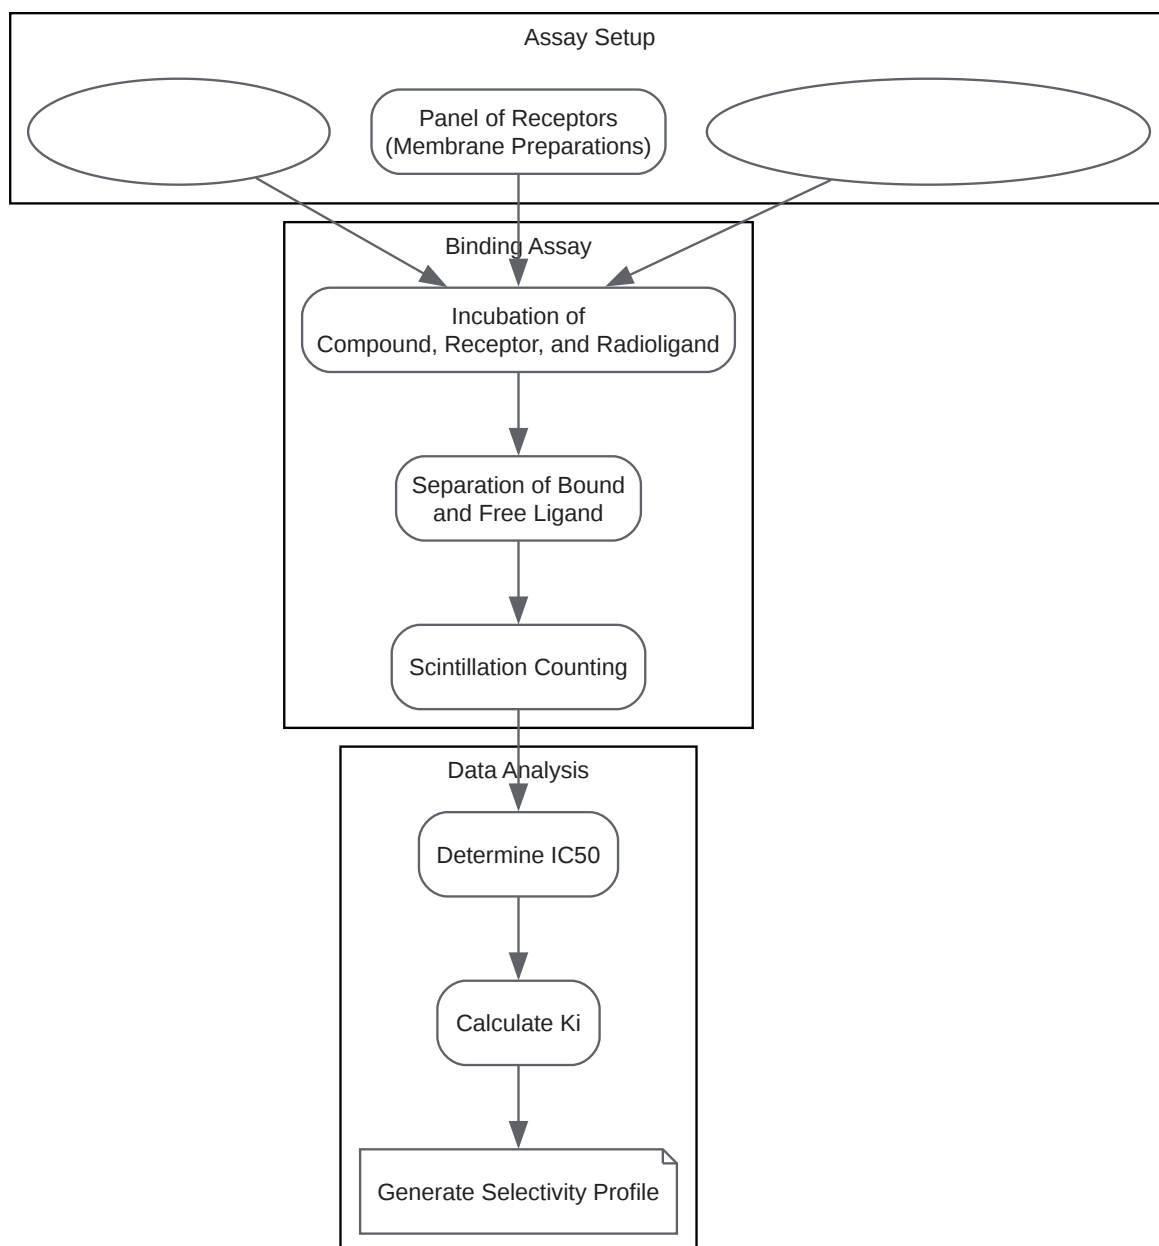 Assay Setup
Panel of Receptors
(Membrane Preparations)
Binding Assay
Incubation of
Compound, Receptor, and Radioligand
Separation of Bound
and Free Ligand
Scintillation Counting
Data Analysis
Determine IC50
Calculate Ki
Generate Selectivity Profile